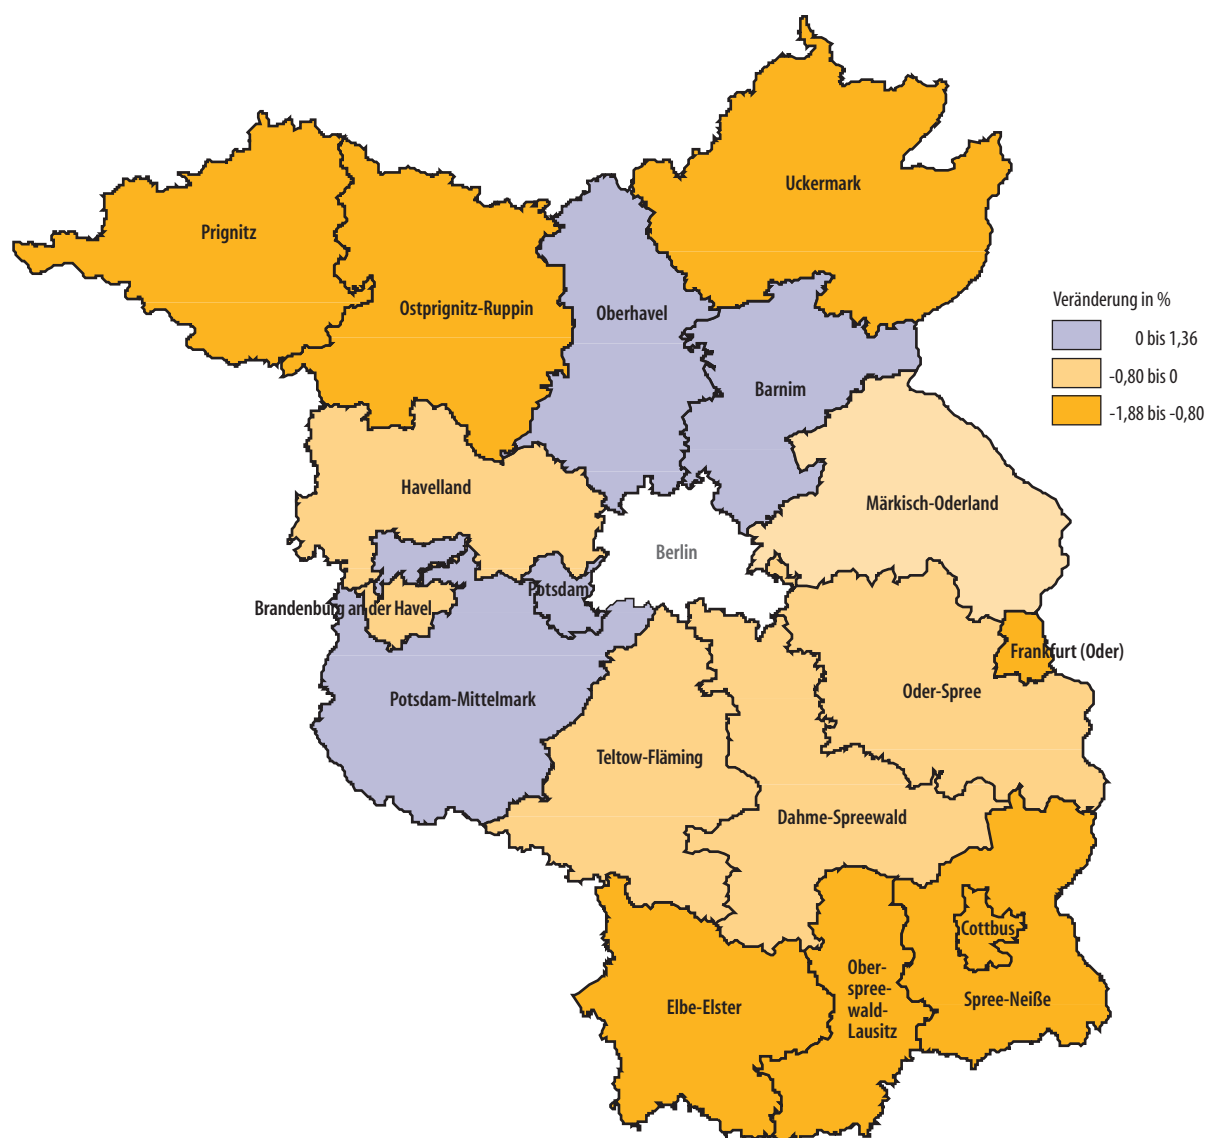 Uckermark
Prignitz
Ostprignitz-Ruppin
Oberhavel
Veränderung in %
0 bis 1,36
-0,80 bis 0
-1,88 bis -0,80
Barnim
Havelland
Märkisch-Oderland
Berlin
Potsdam
Brandenburg an der Havel
Frankfurt (Oder)
Oder-Spree
Potsdam-Mittelmark
Teltow-Fläming
Dahme-Spreewald
Cottbus
Ober-
spree-
wald-
Lausitz
Spree-Neiße
Elbe-Elster